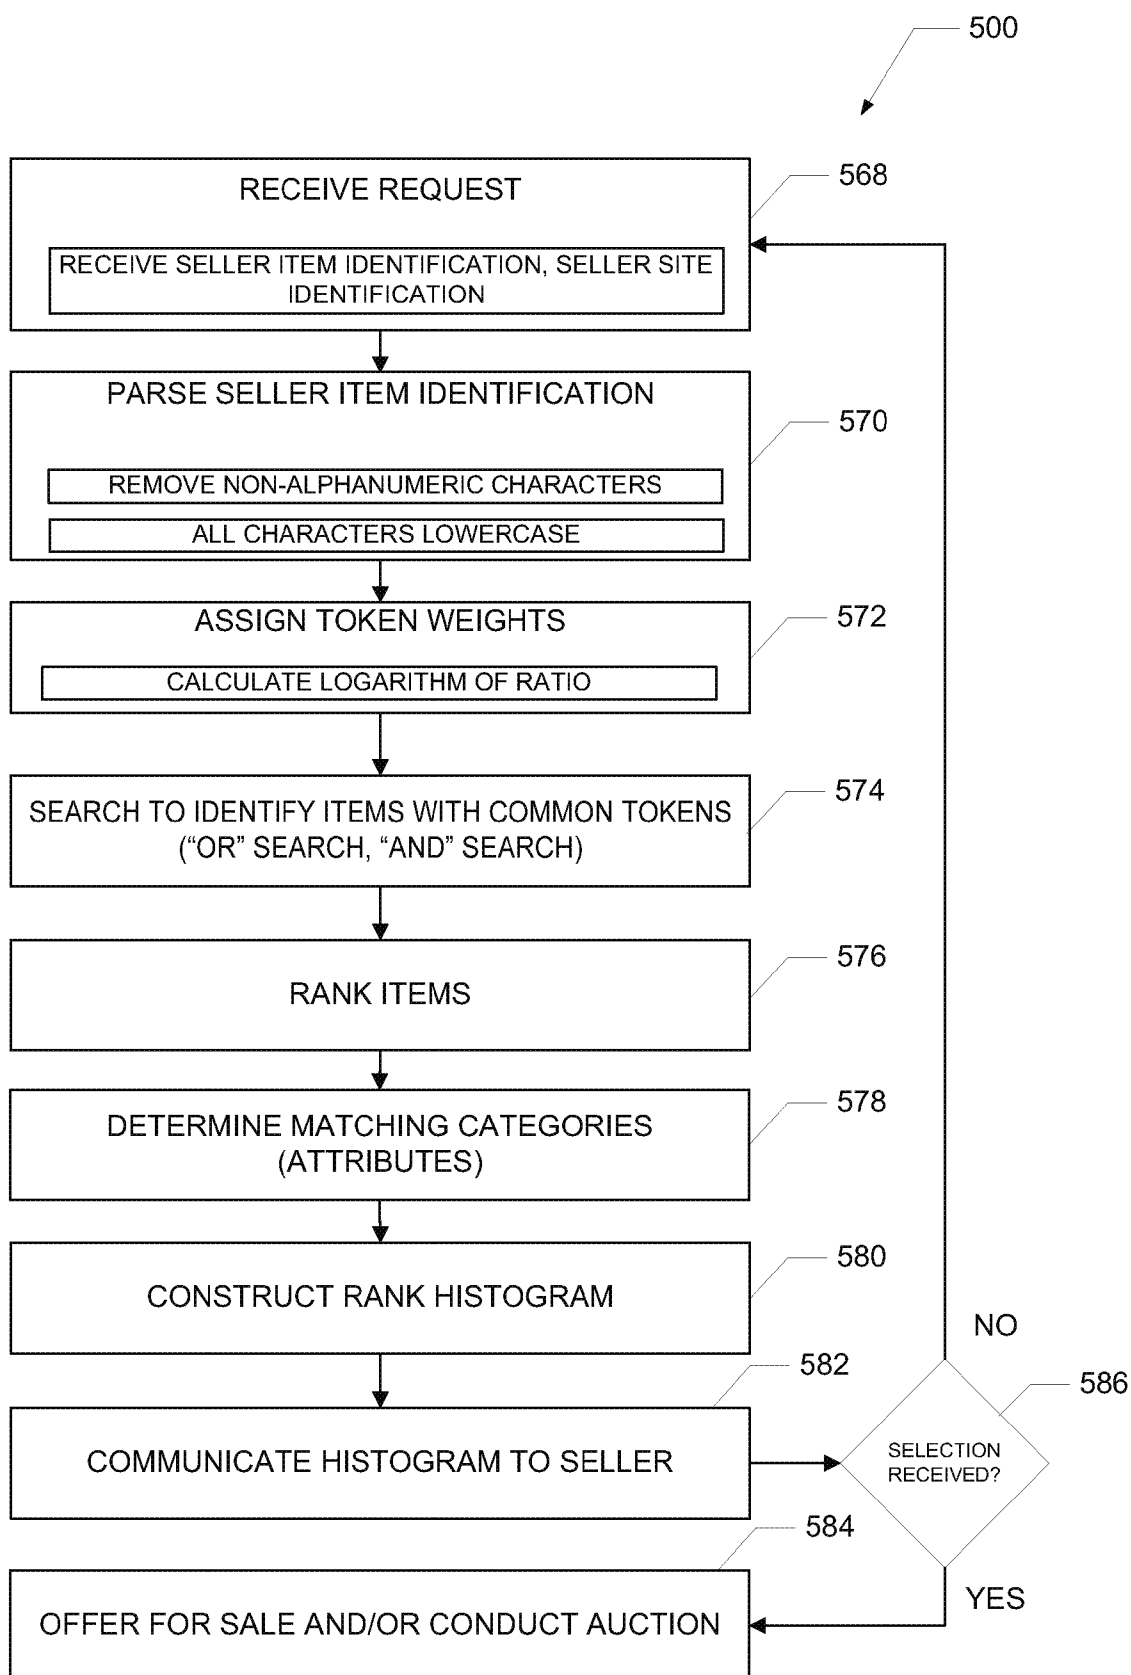 500
RECEIVE REQUEST
568
RECEIVE SELLER ITEM IDENTIFICATION, SELLER SITE
IDENTIFICATION
PARSE SELLER ITEM IDENTIFICATION
570
REMOVE NON-ALPHANUMERIC CHARACTERS
ALL CHARACTERS LOWERCASE
ASSIGN TOKEN WEIGHTS
572
CALCULATE LOGARITHM OF RATIO
SEARCH TO IDENTIFY ITEMS WITH COMMON TOKENS
(“OR” SEARCH, “AND” SEARCH)
574
RANK ITEMS
576
DETERMINE MATCHING CATEGORIES
(ATTRIBUTES)
578
CONSTRUCT RANK HISTOGRAM
580
COMMUNICATE HISTOGRAM TO SELLER
582
NO
586
SELECTION
RECEIVED?
YES
584
OFFER FOR SALE AND/OR CONDUCT AUCTION